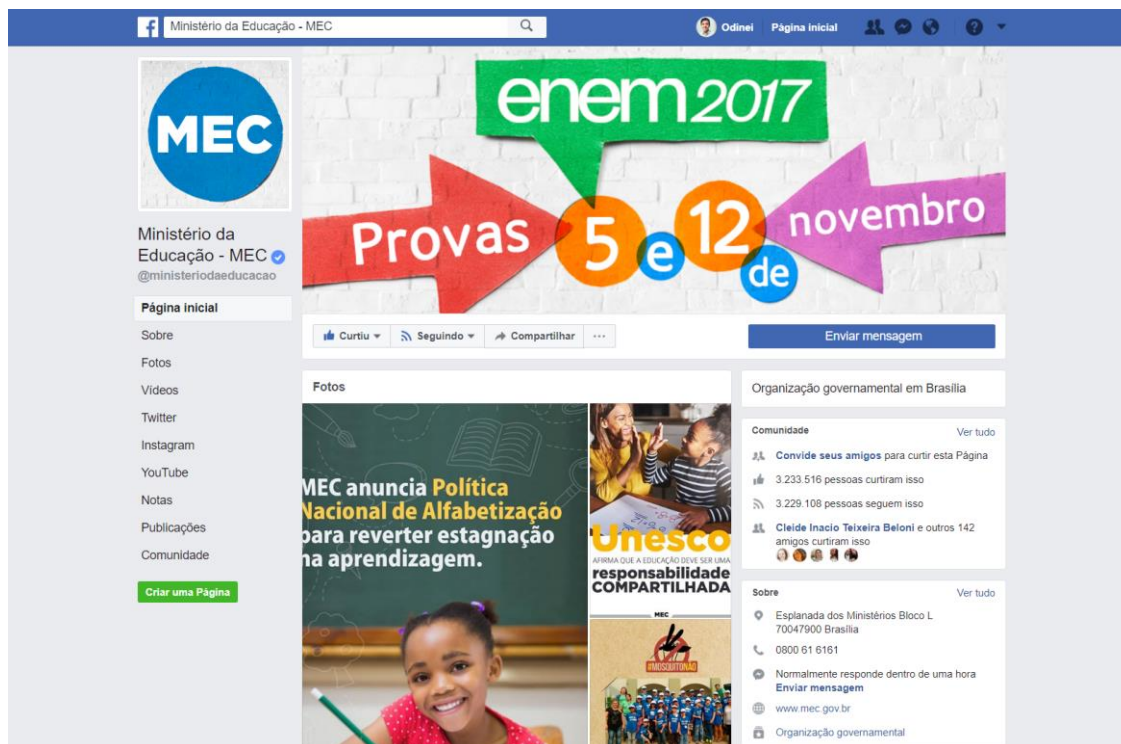 Ministério da Educação - MEC
Odinei
Página inicial
MEC
enem 2017
Provas 5 e 12 de novembro
Ministério da
Educação - MEC
@ministeriodaeducacao
Página inicial
Sobre
Fotos
Vídeos
Twitter
Instagram
YouTube
Notas
Publicações
Comunidade
Criar uma Página
Curtiu
Seguindo
Compartilhar
Enviar mensagem
Fotos
MEC anuncia Política
Nacional de Alfabetização
para reverter estagnação
na aprendizagem.
Unesco
AFIRMA QUE A EDUCAÇÃO DEVE SER UMA
responsabilidade
COMPARTILHADA
MEC
#MOSQUITONÃO
Organização governamental em Brasília
Comunidade Ver tudo
Convide seus amigos para curtir esta Página
3.233.516 pessoas curtiram isso
3.229.108 pessoas seguem isso
Cleide Inacio Teixeira Beloni e outros 142
amigos curtiram isso
Sobre Ver tudo
Esplanada dos Ministérios Bloco L
70047900 Brasília
0800 61 6161
Normalmente responde dentro de uma hora
Enviar mensagem
www.mec.gov.br
Organização governamental